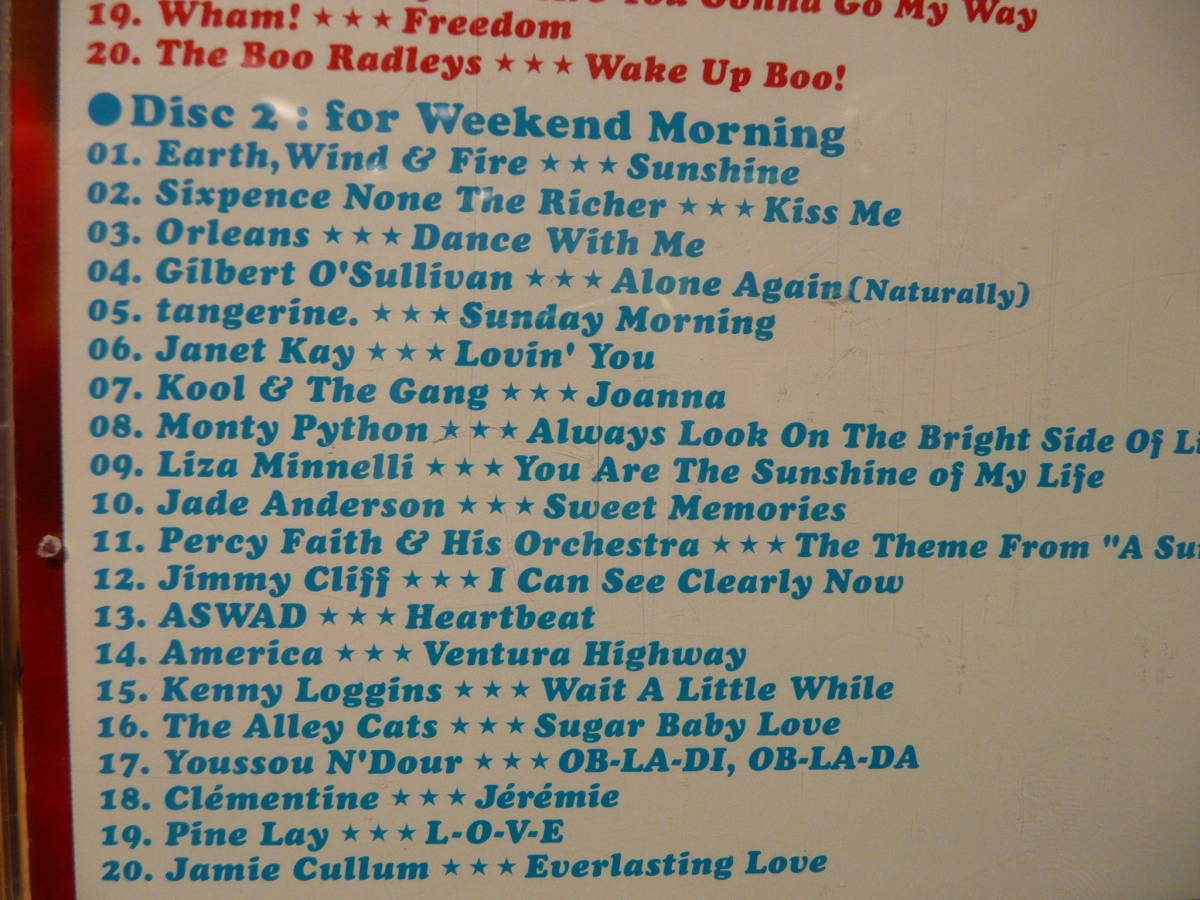 You Gonna Go My Way
19. Wham! ★★★ Freedom
20. The Boo Radleys ★★★ Wake Up Boo!
●Disc 2 : for Weekend Morning
01. Earth, Wind & Fire ★★★ Sunshine
02. Sixpence None The Richer ★★★ Kiss Me
03. Orleans ★★★ Dance With Me
04. Gilbert O'Sullivan ★★★ Alone Again(Naturally)
05. tangerine. ★★★ Sunday Morning
06. Janet Kay ★★★ Lovin' You
07. Kool & The Gang ★★★ Joanna
08. Monty Python ★★★ Always Look On The Bright Side Of
09. Liza Minnelli ★★★ You Are The Sunshine of My Life
10. Jade Anderson ★★★ Sweet Memories
11. Percy Faith & His Orchestra ★★★ The Theme From "A
12. Jimmy Cliff ★★★ I Can See Clearly Now
13. ASWAD ★★★ Heartbeat
14. America ★★★ Ventura Highway
15. Kenny Loggins ★★★ Wait A Little While
16. The Alley Cats ★★★ Sugar Baby Love
17. Youssou N'Dour ★★★ OB-LA-DI, OB-LA-DA
18. Clémentine ★★★ Jérémie
19. Pine Lay ★★★ L-O-V-E
20. Jamie Cullum ★★★ Everlasting Love